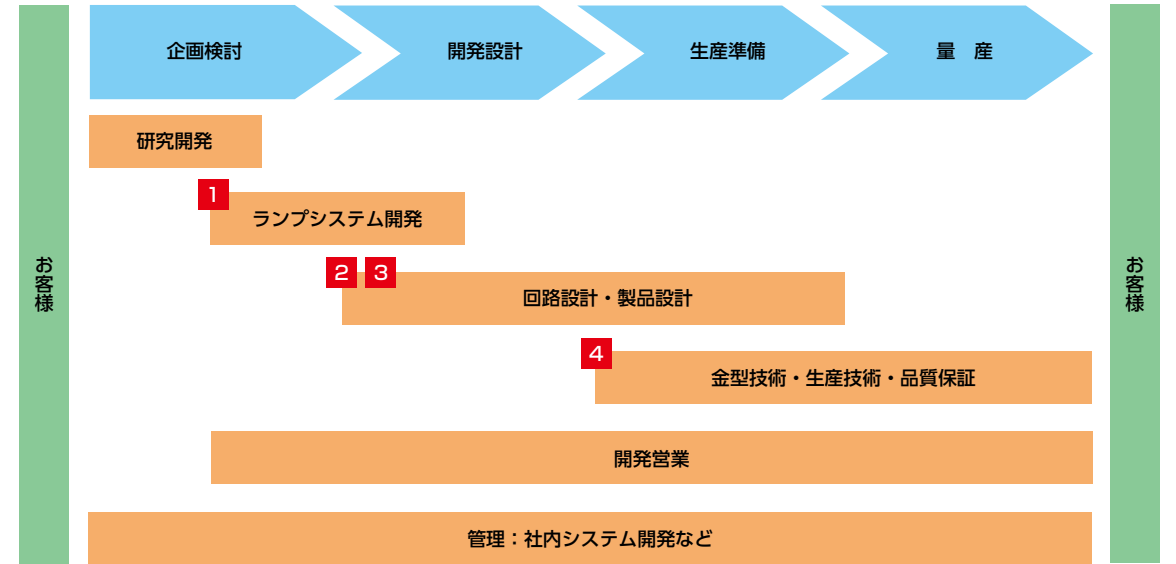 お客様
企画検討
開発設計
生産準備
量　産
研究開発
1
ランプシステム開発
2 3
回路設計・製品設計
4
金型技術・生産技術・品質保証
開発営業
管理：社内システム開発など
お客様